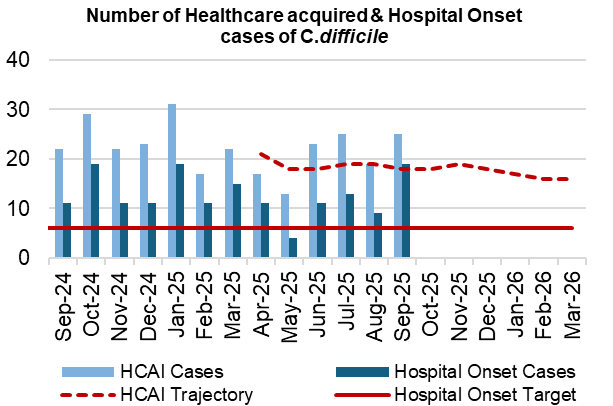 Number of Healthcare acquired & Hospital Onset
cases of C.difficile
40
30
20
10
0
Sep-24
Oct-24
Nov-24
Dec-24
Jan-25
Feb-25
Mar-25
Apr-25
May-25
Jun-25
Jul-25
Aug-25
Sep-25
Oct-25
Nov-25
Dec-25
Jan-26
Feb-26
Mar-26
HCAI Cases
Hospital Onset Cases
HCAI Trajectory
Hospital Onset Target